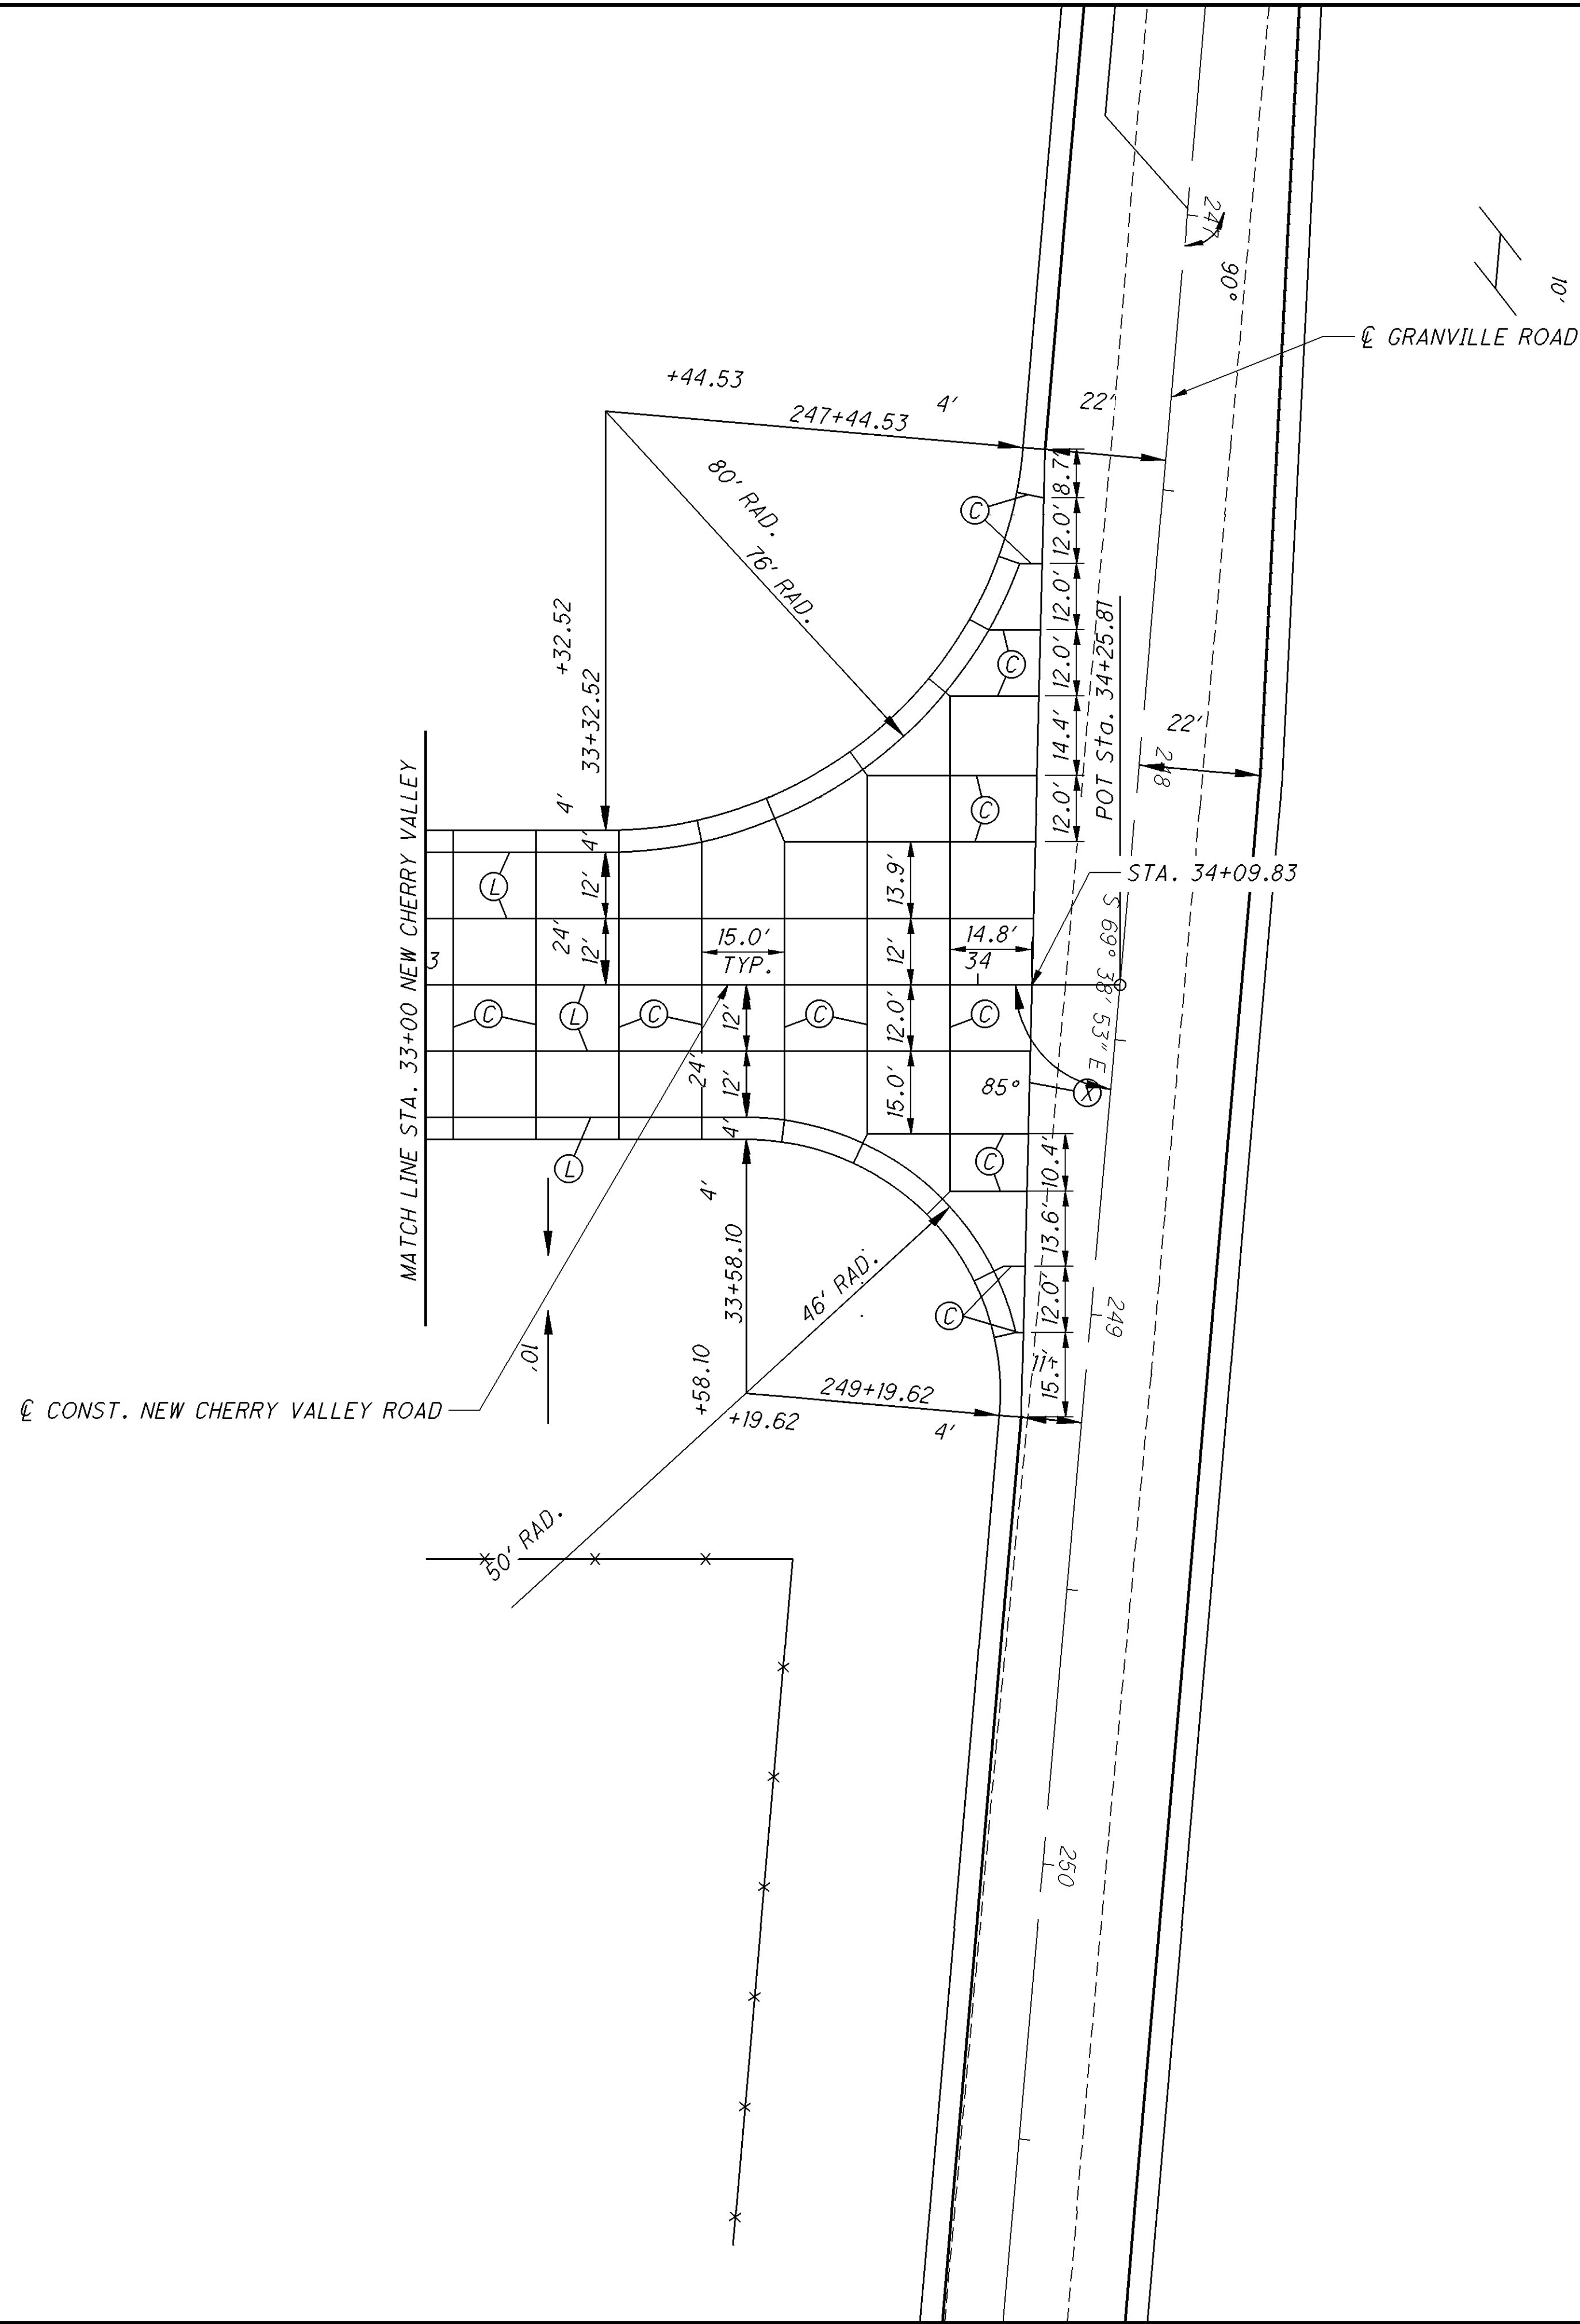 247
90°
10'
℄ GRANVILLE ROAD
+44.53
247+44.53
4'
22'
80' RAD.
76' RAD.
8.7'
12.0'
12.0'
12.0'
14.4'
12.0'
C
C
C
POT Sta. 34+25.81
22'
248
+32.52
33+32.52
4'
4'
12'
24'
12'
MATCH LINE STA. 33+00 NEW CHERRY VALLEY
L
3
15.0'
TYP.
13.9'
12'
14.8'
34
STA. 34+09.83
S 69° 38' 53" E
C
L
C
C
C
12'
24'
12'
12.0'
15.0'
85°
X
4'
L
4'
C
10.4'
13.6'
12.0'
11'
15.4'
C
249
33+58.10
46' RAD.
10'
+58.10
249+19.62
+19.62
4'
℄ CONST. NEW CHERRY VALLEY ROAD
50' RAD.
250